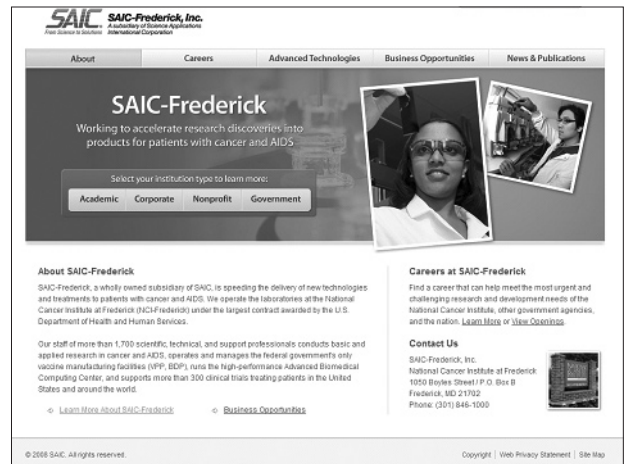 SAIC
From Science to Solutions
SAIC-Frederick, Inc.
A subsidiary of Science Applications
International Corporation
About Careers Advanced Technologies Business Opportunities News & Publications
SAIC-Frederick
Working to accelerate research discoveries into
products for patients with cancer and AIDS
Select your institution type to learn more:
Academic Corporate Nonprofit Government
About SAIC-Frederick
SAIC-Frederick, a wholly owned subsidiary of SAIC, is speeding the delivery of new technologies
and treatments to patients with cancer and AIDS. We operate the laboratories at the National
Cancer Institute at Frederick (NCI-Frederick) under the largest contract awarded by the U.S.
Department of Health and Human Services.
Our staff of more than 1,700 scientific, technical, and support professionals conducts basic and
applied research in cancer and AIDS, operates and manages the federal government's only
vaccine manufacturing facilities (VPP, BDP), runs the high-performance Advanced Biomedical
Computing Center, and supports more than 300 clinical trials treating patients in the United
States and around the world.
Learn More About SAIC-Frederick Business Opportunities
Careers at SAIC-Frederick
Find a career that can help meet the most urgent and
challenging research and development needs of the
National Cancer Institute, other government agencies,
and the nation. Learn More or View Openings.
Contact Us
SAIC-Frederick, Inc.
National Cancer Institute at Frederick
1050 Boyles Street / P.O. Box B
Frederick, MD 21702
Phone: (301) 846-1000
© 2008 SAIC. All rights reserved.
Copyright | Web Privacy Statement | Site Map